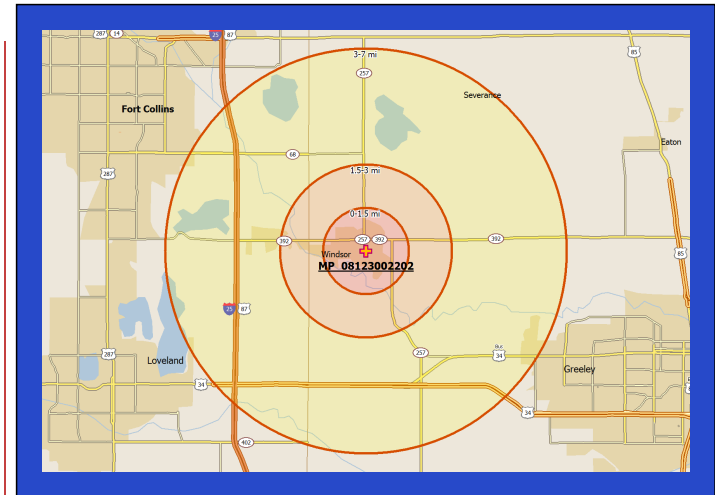 287
14
25
87
3-7 mi
257
85
Severance
Fort Collins
Eaton
68
287
1.5-3 mi
0-1.5 mi
392
257
392
392
Windsor
MP_08123002202
85
25
87
287
257
Bus
34
Loveland
Greeley
34
34
402